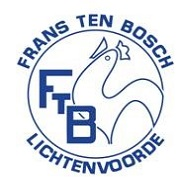 FRANS TEN BOSCH
FTB
LICHTENVOORDE